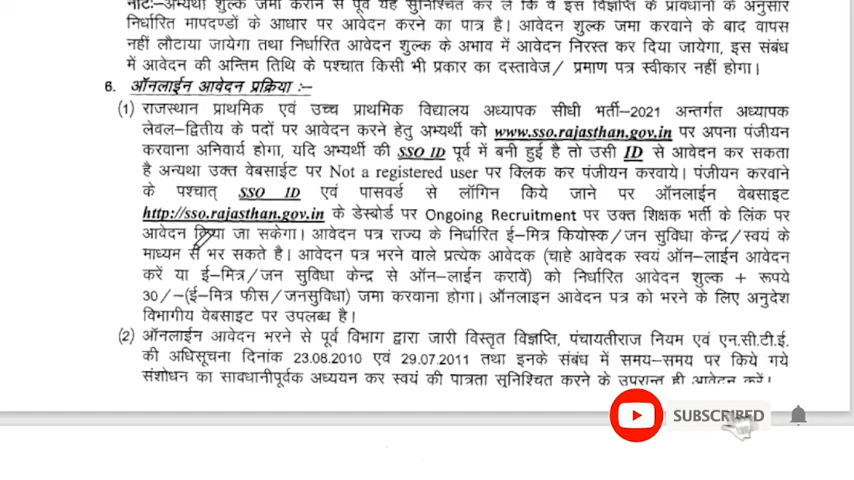 नोटः-अभ्यर्थी शुल्क जमा कराने से पूर्व यह सुनिश्चित कर लें कि वे इस विज्ञप्ति के प्रावधानों के अनुसार
निर्धारित मापदण्डों के आधार पर आवेदन करने का पात्र है। आवेदन शुल्क जमा करवाने के बाद वापस
नहीं लौटाया जायेगा तथा निर्धारित आवेदन शुल्क के अभाव में आवेदन निरस्त कर दिया जायेगा, इस संबंध
में आवेदन की अन्तिम तिथि के पश्चात किसी भी प्रकार का दस्तावेज/ प्रमाण पत्र स्वीकार नहीं होगा।
6. ऑनलाईन आवेदन प्रक्रिया :–
(1) राजस्थान प्राथमिक एवं उच्च प्राथमिक विद्यालय अध्यापक सीधी भर्ती–2021 अन्तर्गत अध्यापक
लेवल–द्वितीय के पदों पर आवेदन करने हेतु अभ्यर्थी को www.sso.rajasthan.gov.in पर अपना पंजीयन
करवाना अनिवार्य होगा, यदि अभ्यर्थी की SSO ID पूर्व में बनी हुई है तो उसी ID से आवेदन कर सकता
है अन्यथा उक्त वेबसाईट पर Not a registered user पर क्लिक कर पंजीयन करवाये। पंजीयन करवाने
के पश्चात् SSO ID एवं पासवर्ड से लॉगिन किये जाने पर ऑनलाईन वेबसाइट
http://sso.rajasthan.gov.in के डेस्बोर्ड पर Ongoing Recruitment पर उक्त शिक्षक भर्ती के लिंक पर
आवेदन किया जा सकेगा। आवेदन पत्र राज्य के निर्धारित ई–मित्र कियोस्क/जन सुविधा केन्द्र/स्वयं के
माध्यम से भर सकते है। आवेदन पत्र भरने वाले प्रत्येक आवेदक (चाहे आवेदक स्वयं ऑन–लाईन आवेदन
करें या ई–मित्र/जन सुविधा केन्द्र से ऑन–लाईन करावें) को निर्धारित आवेदन शुल्क + रूपये
30/–(ई–मित्र फीस/जनसुविधा) जमा करवाना होगा। ऑनलाइन आवेदन पत्र को भरने के लिए अनुदेश
विभागीय वेबसाइट पर उपलब्ध है।
(2) ऑनलाईन आवेदन भरने से पूर्व विभाग द्वारा जारी विस्तृत विज्ञप्ति, पंचायतीराज नियम एवं एन.सी.टी.ई.
की अधिसूचना दिनांक 23.08.2010 एवं 29.07.2011 तथा इनके संबंध में समय–समय पर किये गये
संशोधन का सावधानीपूर्वक अध्ययन कर स्वयं की पात्रता सुनिश्चित करने के उपरान्त ही आवेदन करें।
SUBSCRIBED